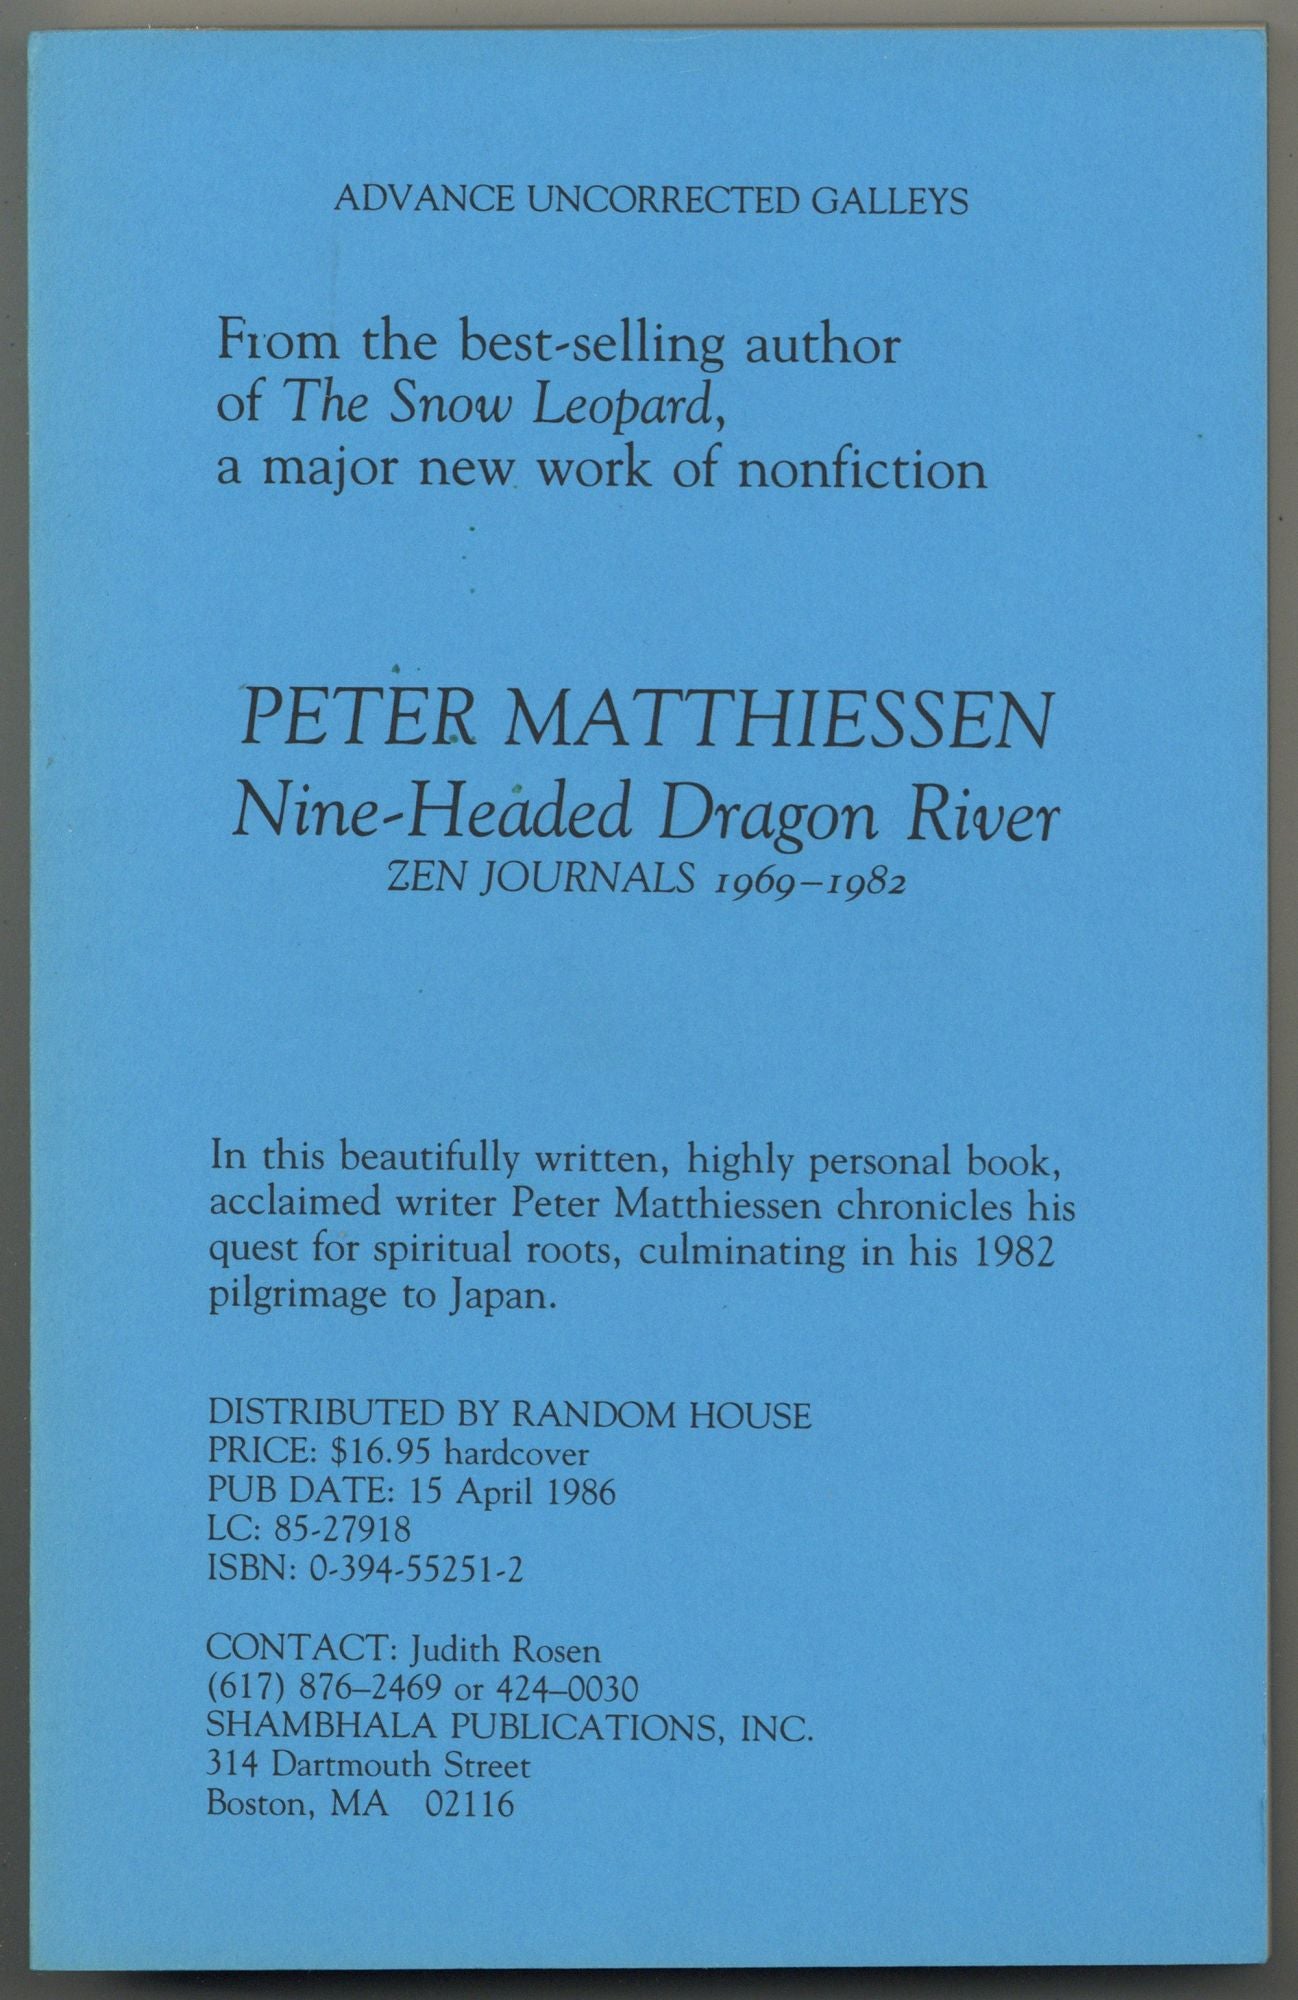 ADVANCE UNCORRECTED GALLEYS
From the best-selling author
of The Snow Leopard,
a major new work of nonfiction
PETER MATTHIESSEN
Nine-Headed Dragon River
ZEN JOURNALS 1969–1982
In this beautifully written, highly personal book,
acclaimed writer Peter Matthiessen chronicles his
quest for spiritual roots, culminating in his 1982
pilgrimage to Japan.
DISTRIBUTED BY RANDOM HOUSE
PRICE: $16.95 hardcover
PUB DATE: 15 April 1986
LC: 85-27918
ISBN: 0-394-55251-2
CONTACT: Judith Rosen
(617) 876–2469 or 424–0030
SHAMBHALA PUBLICATIONS, INC.
314 Dartmouth Street
Boston, MA 02116